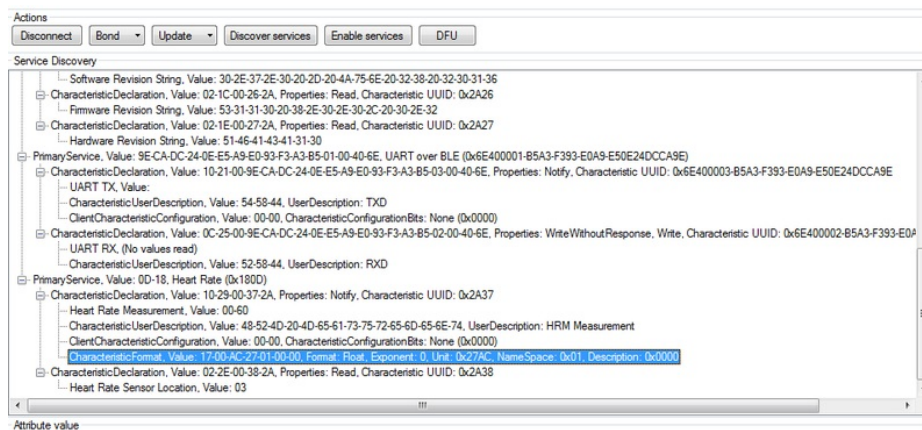 Actions
Disconnect Bond Update Discover services Enable services DFU
Service Discovery
Software Revision String, Value: 30-2E-37-2E-30-20-2D-20-4A-75-6E-20-32-38-20-32-30-31-36
CharacteristicDeclaration, Value: 02-1C-00-26-2A, Properties: Read, Characteristic UUID: 0x2A26
Firmware Revision String, Value: 53-31-31-30-20-38-2E-30-2E-30-2C-20-30-2E-32
CharacteristicDeclaration, Value: 02-1E-00-27-2A, Properties: Read, Characteristic UUID: 0x2A27
Hardware Revision String, Value: 51-46-41-43-41-31-30
PrimaryService, Value: 9E-CA-DC-24-0E-E5-A9-E0-93-F3-A3-B5-01-00-40-6E, UART over BLE (0x6E400001-B5A3-F393-E0A9-E50E24DCCA9E)
CharacteristicDeclaration, Value: 10-21-00-9E-CA-DC-24-0E-E5-A9-E0-93-F3-A3-B5-03-00-40-6E, Properties: Notify, Characteristic UUID: 0x6E400003-B5A3-F393-E0A9-E50E24DCCA9E
UART TX, Value:
CharacteristicUserDescription, Value: 54-58-44, UserDescription: TXD
ClientCharacteristicConfiguration, Value: 00-00, CharacteristicConfigurationBits: None (0x0000)
CharacteristicDeclaration, Value: 0C-25-00-9E-CA-DC-24-0E-E5-A9-E0-93-F3-A3-B5-02-00-40-6E, Properties: WriteWithoutResponse, Write, Characteristic UUID: 0x6E400002-B5A3-F393-E0A
UART RX, (No values read)
CharacteristicUserDescription, Value: 52-58-44, UserDescription: RXD
PrimaryService, Value: 0D-18, Heart Rate (0x180D)
CharacteristicDeclaration, Value: 10-29-00-37-2A, Properties: Notify, Characteristic UUID: 0x2A37
Heart Rate Measurement, Value: 00-60
CharacteristicUserDescription, Value: 48-52-4D-20-4D-65-61-73-75-72-65-6D-65-6E-74, UserDescription: HRM Measurement
ClientCharacteristicConfiguration, Value: 00-00, CharacteristicConfigurationBits: None (0x0000)
CharacteristicFormat, Value: 17-00-AC-27-01-00-00, Format: Float, Exponent: 0, Unit: 0x27AC, NameSpace: 0x01, Description: 0x0000
CharacteristicDeclaration, Value: 02-2E-00-38-2A, Properties: Read, Characteristic UUID: 0x2A38
Heart Rate Sensor Location, Value: 03
Attribute value